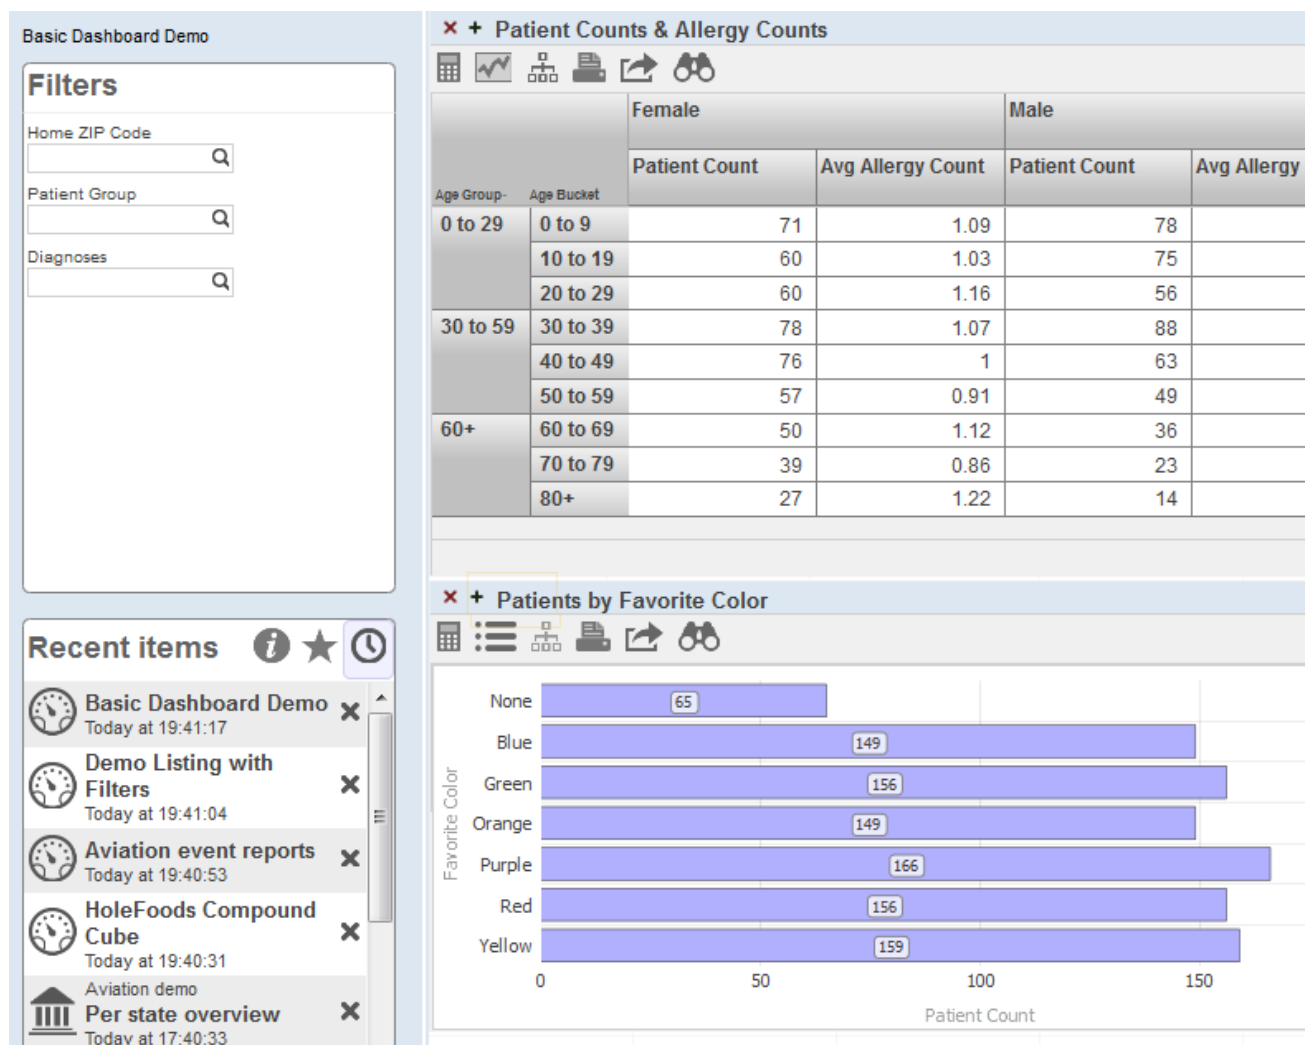 Basic Dashboard Demo
Filters
Home ZIP Code
Patient Group
Diagnoses
Recent items
Basic Dashboard Demo
Today at 19:41:17
Demo Listing with
Filters
Today at 19:41:04
Aviation event reports
Today at 19:40:53
HoleFoods Compound
Cube
Today at 19:40:31
Aviation demo
Per state overview
Today at 17:40:33
Patient Counts & Allergy Counts
Female Male
Age Group- Age Bucket Patient Count Avg Allergy Count Patient Count Avg Allergy
0 to 29 0 to 9 71 1.09 78
10 to 19 60 1.03 75
20 to 29 60 1.16 56
30 to 59 30 to 39 78 1.07 88
40 to 49 76 1 63
50 to 59 57 0.91 49
60+ 60 to 69 50 1.12 36
70 to 79 39 0.86 23
80+ 27 1.22 14
Patients by Favorite Color
Favorite Color
None 65
Blue 149
Green 156
Orange 149
Purple 166
Red 156
Yellow 159
0 50 100 150
Patient Count